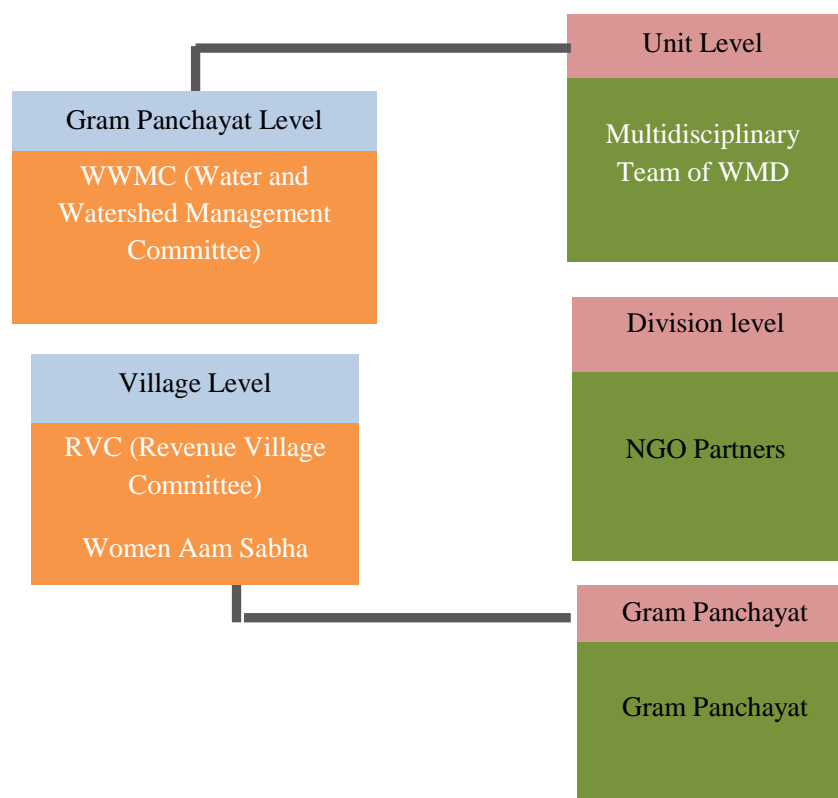 Gram Panchayat Level
WWMC (Water and
Watershed Management
Committee)
Village Level
RVC (Revenue Village
Committee)
Women Aam Sabha
Unit Level
Multidisciplinary
Team of WMD
Division level
NGO Partners
Gram Panchayat
Gram Panchayat